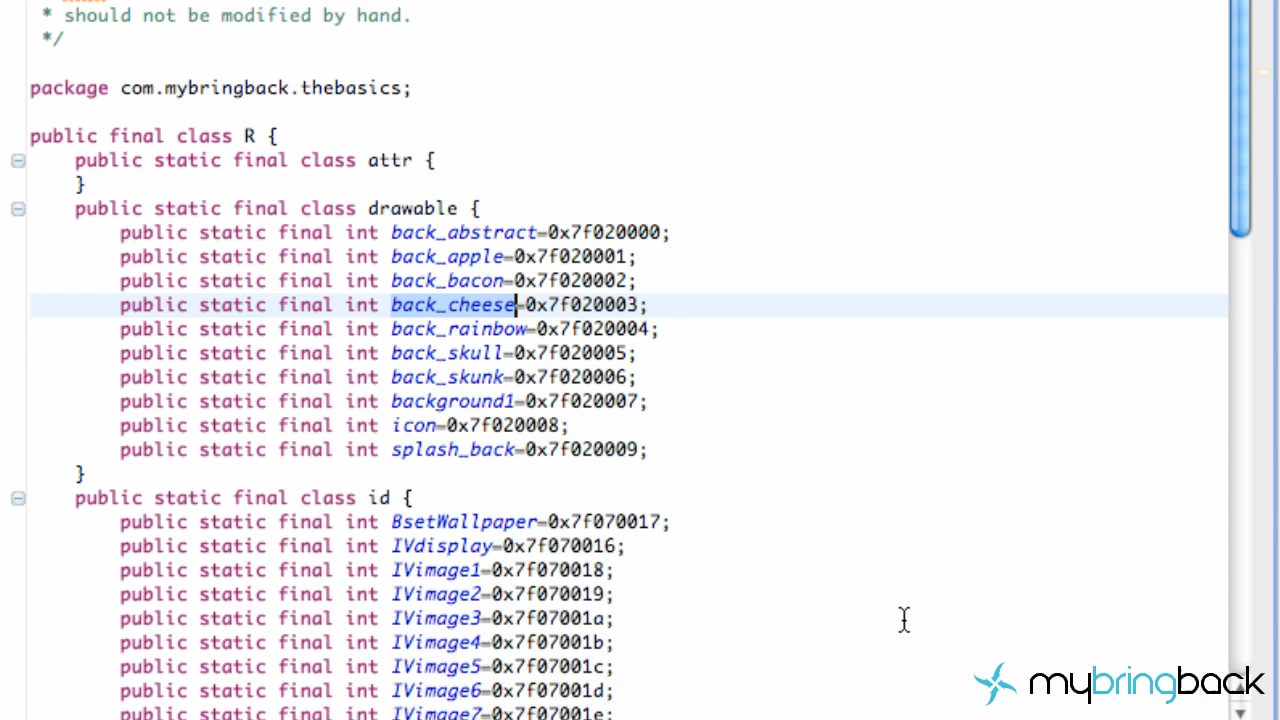 * should not be modified by hand.
*/
package com.mybringback.thebasics;
public final class R {
public static final class attr {
}
public static final class drawable {
public static final int back_abstract=0x7f020000;
public static final int back_apple=0x7f020001;
public static final int back_bacon=0x7f020002;
public static final int back_cheese=0x7f020003;
public static final int back_rainbow=0x7f020004;
public static final int back_skull=0x7f020005;
public static final int back_skunk=0x7f020006;
public static final int background1=0x7f020007;
public static final int icon=0x7f020008;
public static final int splash_back=0x7f020009;
}
public static final class id {
public static final int BsetWallpaper=0x7f070017;
public static final int IVdisplay=0x7f070016;
public static final int IVimage1=0x7f070018;
public static final int IVimage2=0x7f070019;
public static final int IVimage3=0x7f07001a;
public static final int IVimage4=0x7f07001b;
public static final int IVimage5=0x7f07001c;
public static final int IVimage6=0x7f07001d;
public static final int IVimage7=0x7f07001e;
mybringback